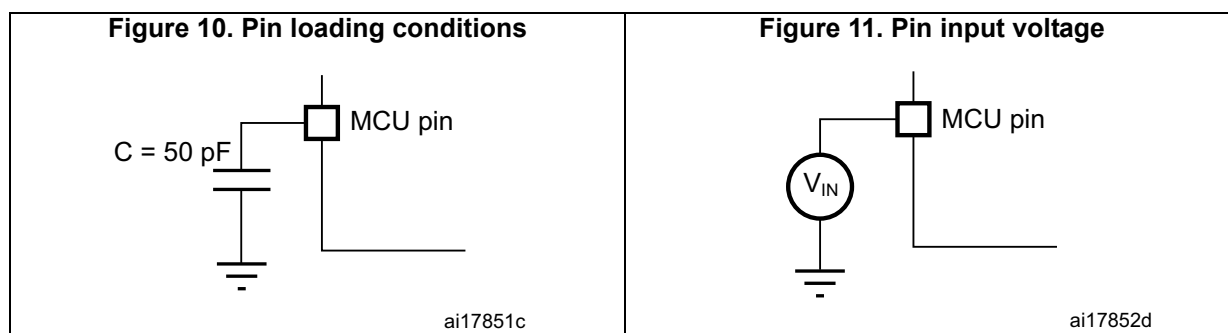 Figure 10. Pin loading conditions
MCU pin
C = 50 pF
ai17851c
Figure 11. Pin input voltage
MCU pin
VIN
ai17852d